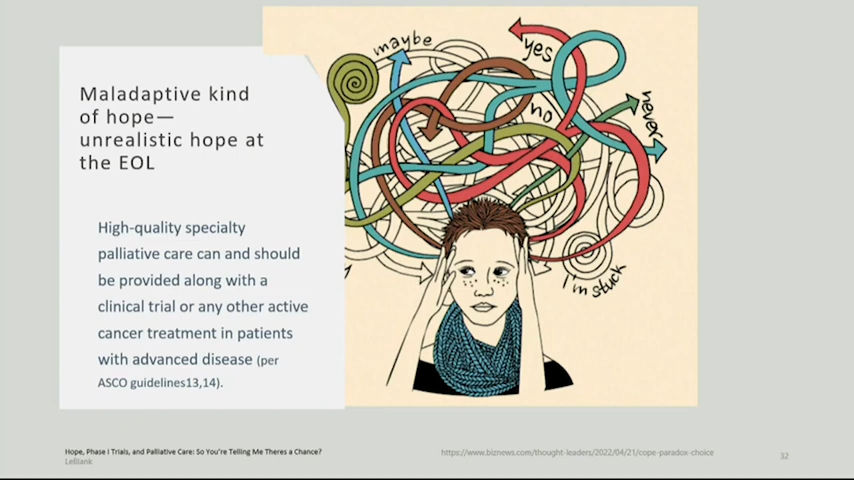 Maladaptive kind
of hope—
unrealistic hope at
the EOL
High-quality specialty
palliative care can and should
be provided along with a
clinical trial or any other active
cancer treatment in patients
with advanced disease (per
ASCO guidelines13,14).
maybe
yes
no
never
I'm stuck
Hope, Phase I Trials, and Palliative Care: So You're Telling Me Theres a Chance?
LeBlank
https://www.biznews.com/thought-leaders/2022/04/21/cope-paradox-choice
32